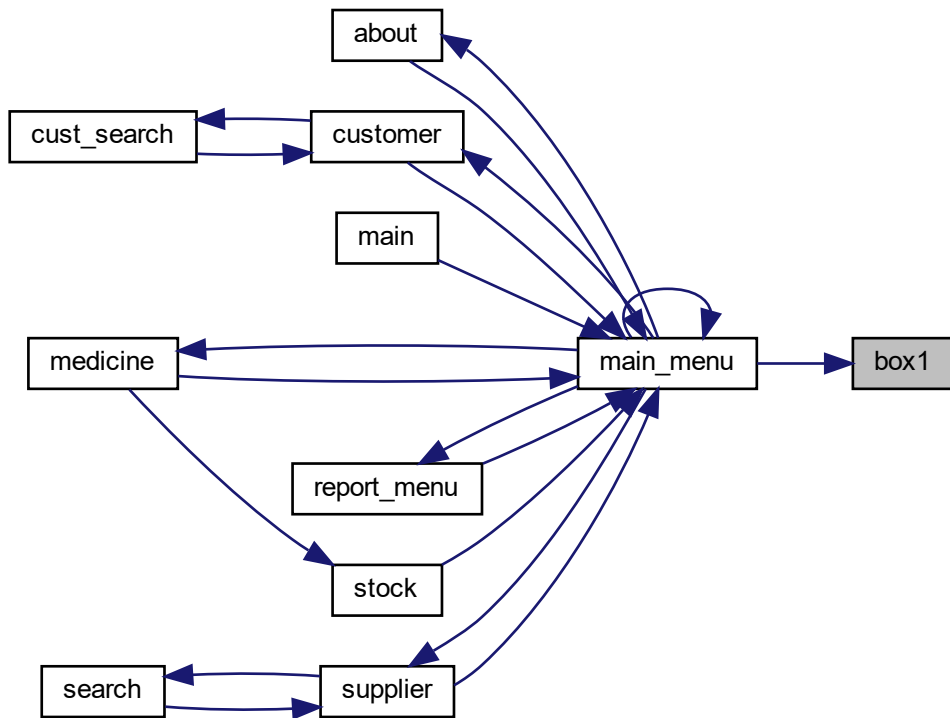 about
cust_search
customer
main
medicine
main_menu
box1
report_menu
stock
search
supplier